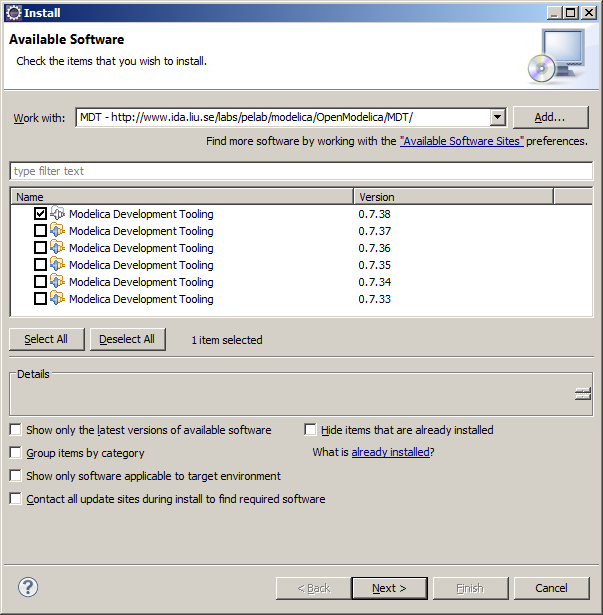 Install
Available Software
Check the items that you wish to install.
Work with: MDT - http://www.ida.liu.se/labs/pelab/modelica/OpenModelica/MDT/ Add...
Find more software by working with the "Available Software Sites" preferences.
type filter text
Name Version
Modelica Development Tooling 0.7.38
Modelica Development Tooling 0.7.37
Modelica Development Tooling 0.7.36
Modelica Development Tooling 0.7.35
Modelica Development Tooling 0.7.34
Modelica Development Tooling 0.7.33
Select All Deselect All 1 item selected
Details
Show only the latest versions of available software Hide items that are already installed
Group items by category What is already installed?
Show only software applicable to target environment
Contact all update sites during install to find required software
? < Back Next > Finish Cancel